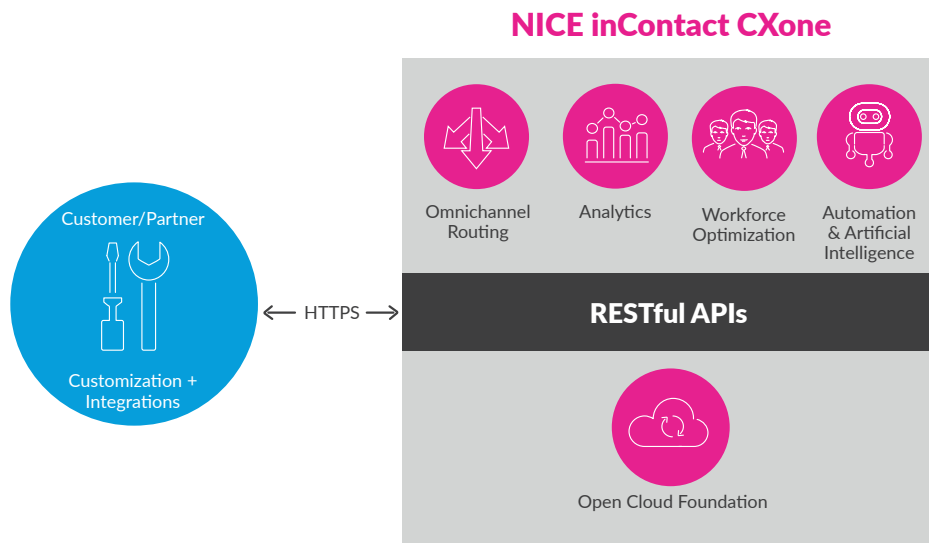 NICE inContact CXone
Omnichannel
Routing
Analytics
Workforce
Optimization
Automation
& Artificial
Intelligence
Customer/Partner
Customization +
Integrations
HTTPS
RESTful APIs
Open Cloud Foundation